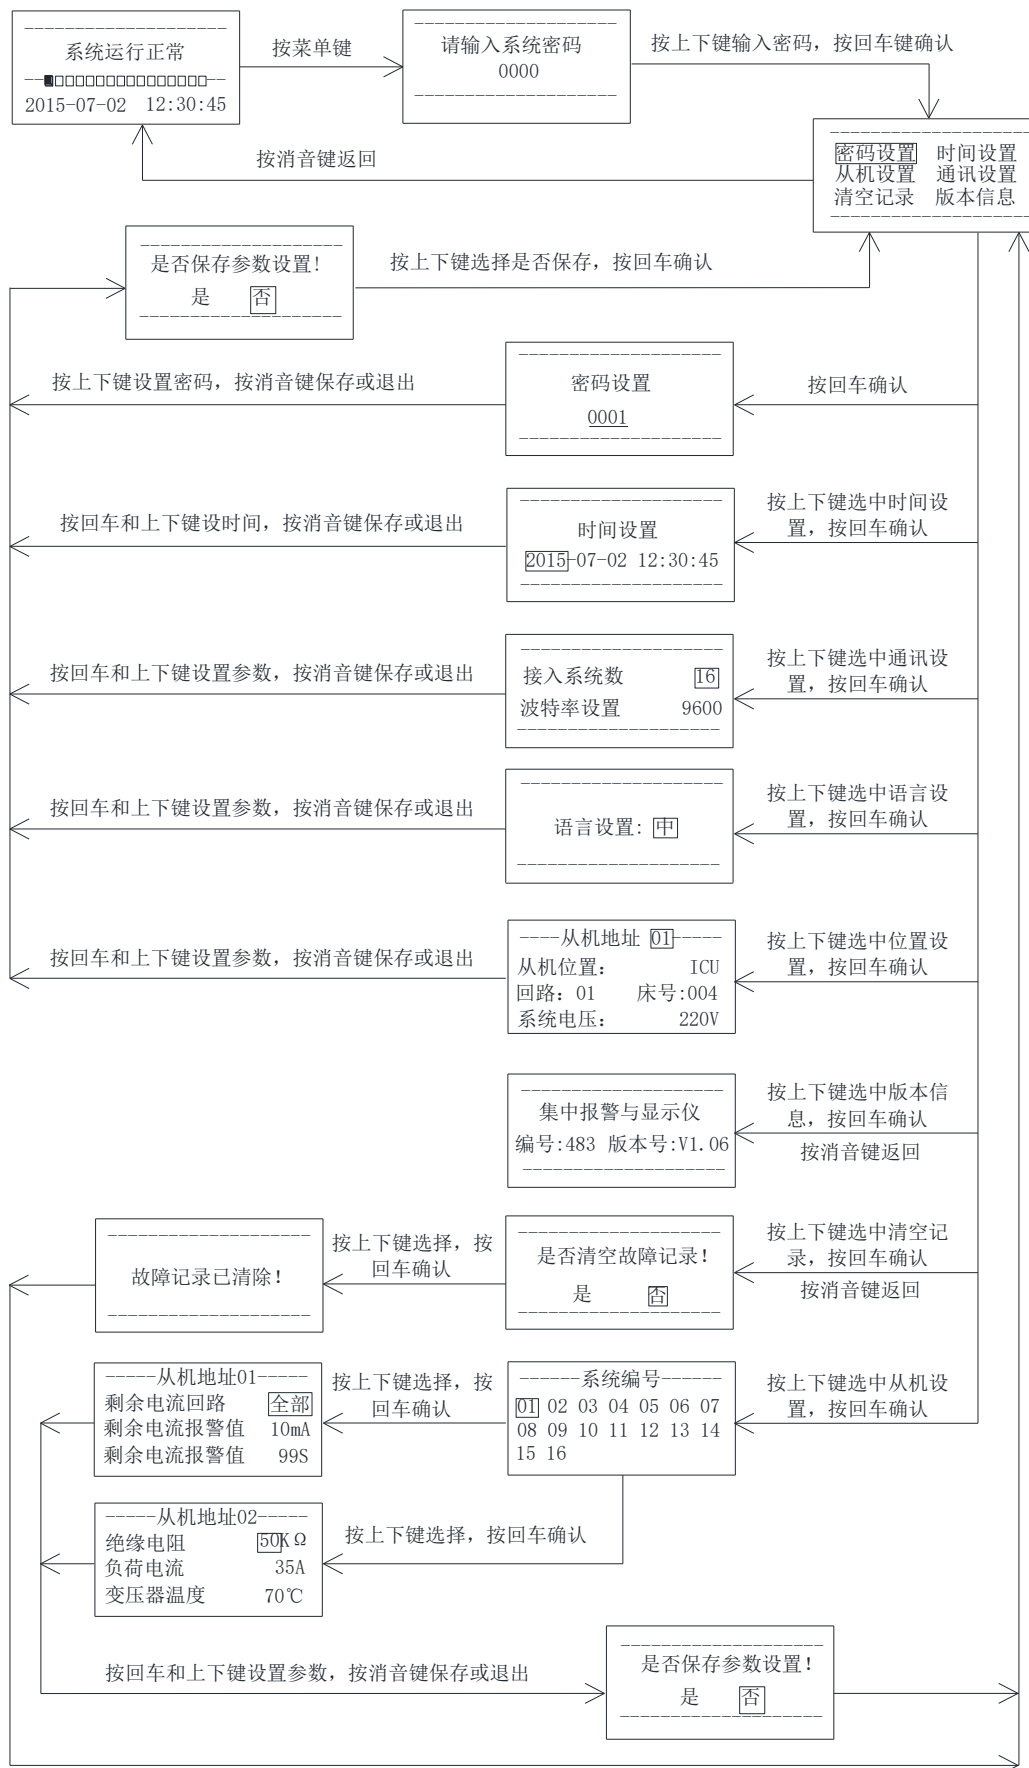 系统运行正常
2015-07-02 12:30:45
按菜单键
请输入系统密码
0000
按上下键输入密码，按回车键确认
密码设置 时间设置
从机设置 通讯设置
清空记录 版本信息
按消音键返回
是否保存参数设置！
是 否
按上下键选择是否保存，按回车确认
按上下键设置密码，按消音键保存或退出
密码设置
0001
按回车确认
按回车和上下键设时间，按消音键保存或退出
时间设置
2015-07-02 12:30:45
按上下键选中时间设
置，按回车确认
按回车和上下键设置参数，按消音键保存或退出
接入系统数 16
波特率设置 9600
按上下键选中通讯设
置，按回车确认
按回车和上下键设置参数，按消音键保存或退出
语言设置：中
按上下键选中语言设
置，按回车确认
按回车和上下键设置参数，按消音键保存或退出
----从机地址 01-----
从机位置： ICU
回路：01 床号:004
系统电压： 220V
按上下键选中位置设
置，按回车确认
集中报警与显示仪
编号:483 版本号:V1.06
按上下键选中版本信
息，按回车确认
按消音键返回
故障记录已清除！
按上下键选择，按
回车确认
是否清空故障记录！
是 否
按上下键选中清空记
录，按回车确认
按消音键返回
-----从机地址01-----
剩余电流回路 全部
剩余电流报警值 10mA
剩余电流报警值 99S
按上下键选择，按
回车确认
------系统编号------
01 02 03 04 05 06 07
08 09 10 11 12 13 14
15 16
按上下键选中从机设
置，按回车确认
-----从机地址02-----
绝缘电阻 50KΩ
负荷电流 35A
变压器温度 70℃
按上下键选择，按回车确认
按回车和上下键设置参数，按消音键保存或退出
是否保存参数设置！
是 否